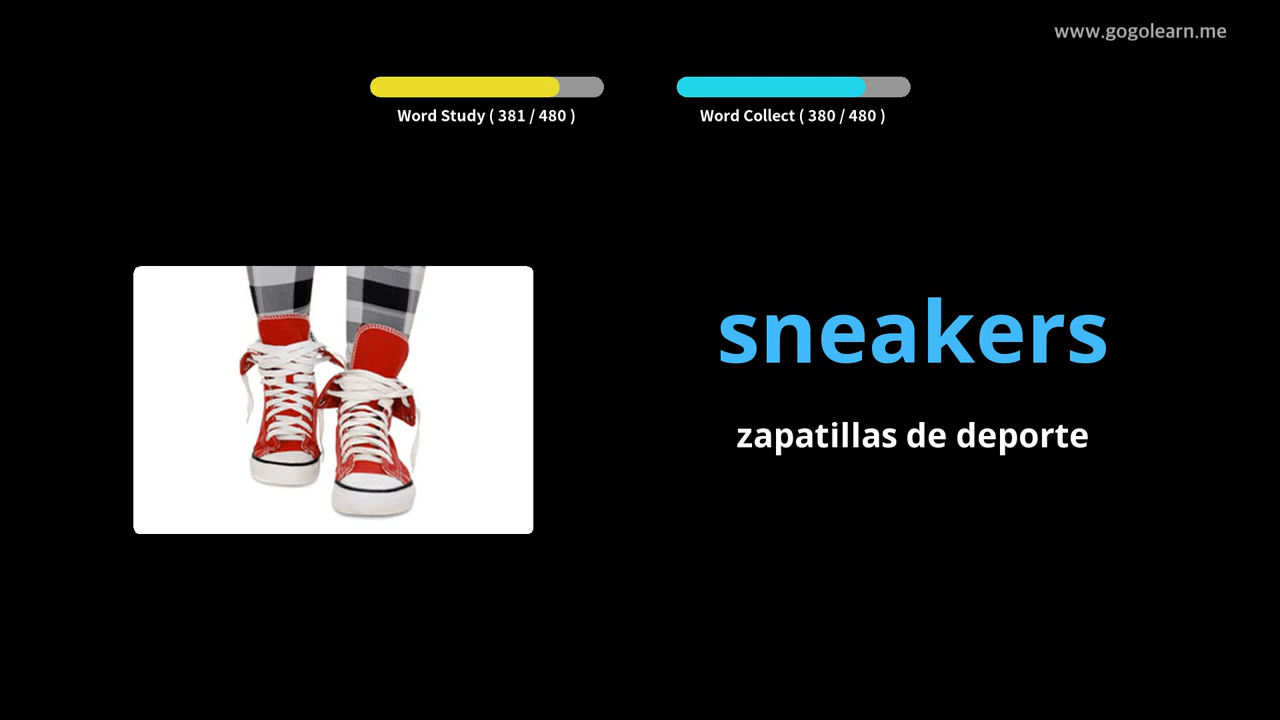 www.gogolearn.me
Word Study ( 381 / 480 )
Word Collect ( 380 / 480 )
sneakers
zapatillas de deporte